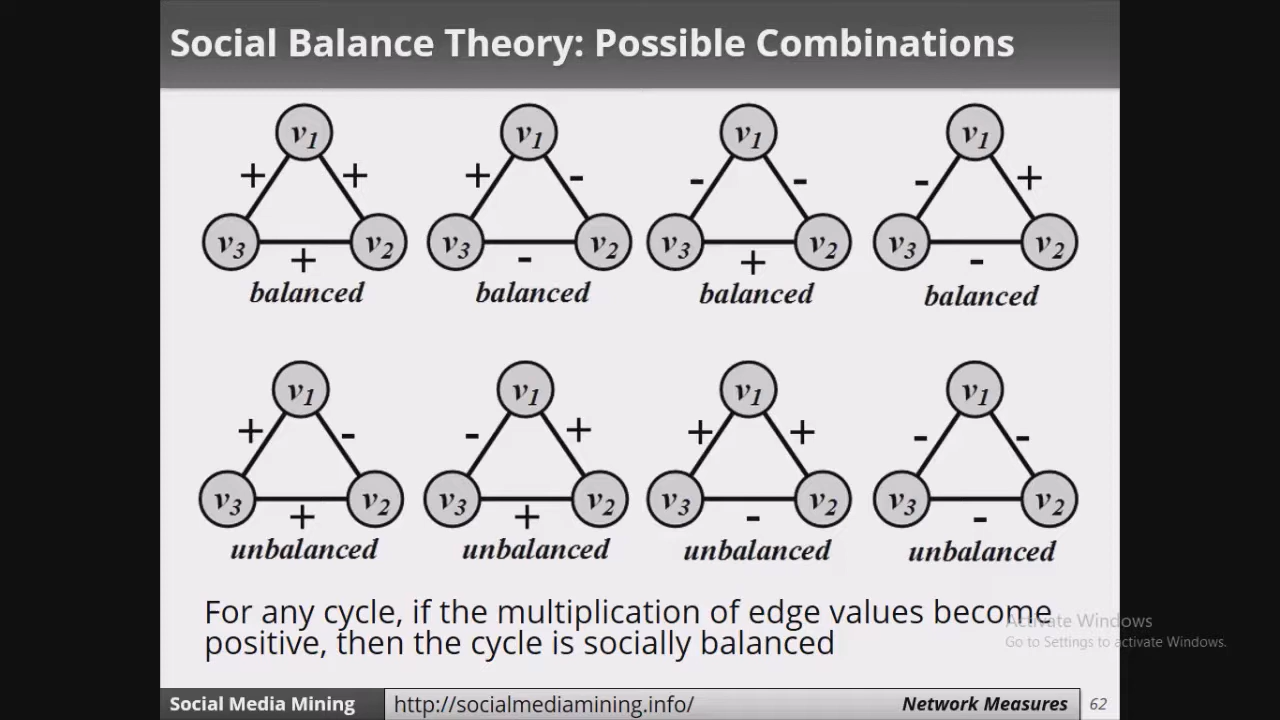 Social Balance Theory: Possible Combinations
v1 v1 v1 v1
+ + + - - - - +
v3 v2 v3 v2 v3 v2 v3 v2
+ - + -
balanced balanced balanced balanced
v1 v1 v1 v1
+ - - + + + - -
v3 v2 v3 v2 v3 v2 v3 v2
+ + - -
unbalanced unbalanced unbalanced unbalanced
For any cycle, if the multiplication of edge values become
positive, then the cycle is socially balanced
Activate Windows
Go to Settings to activate Windows.
Social Media Mining http://socialmediamining.info/ Network Measures 62